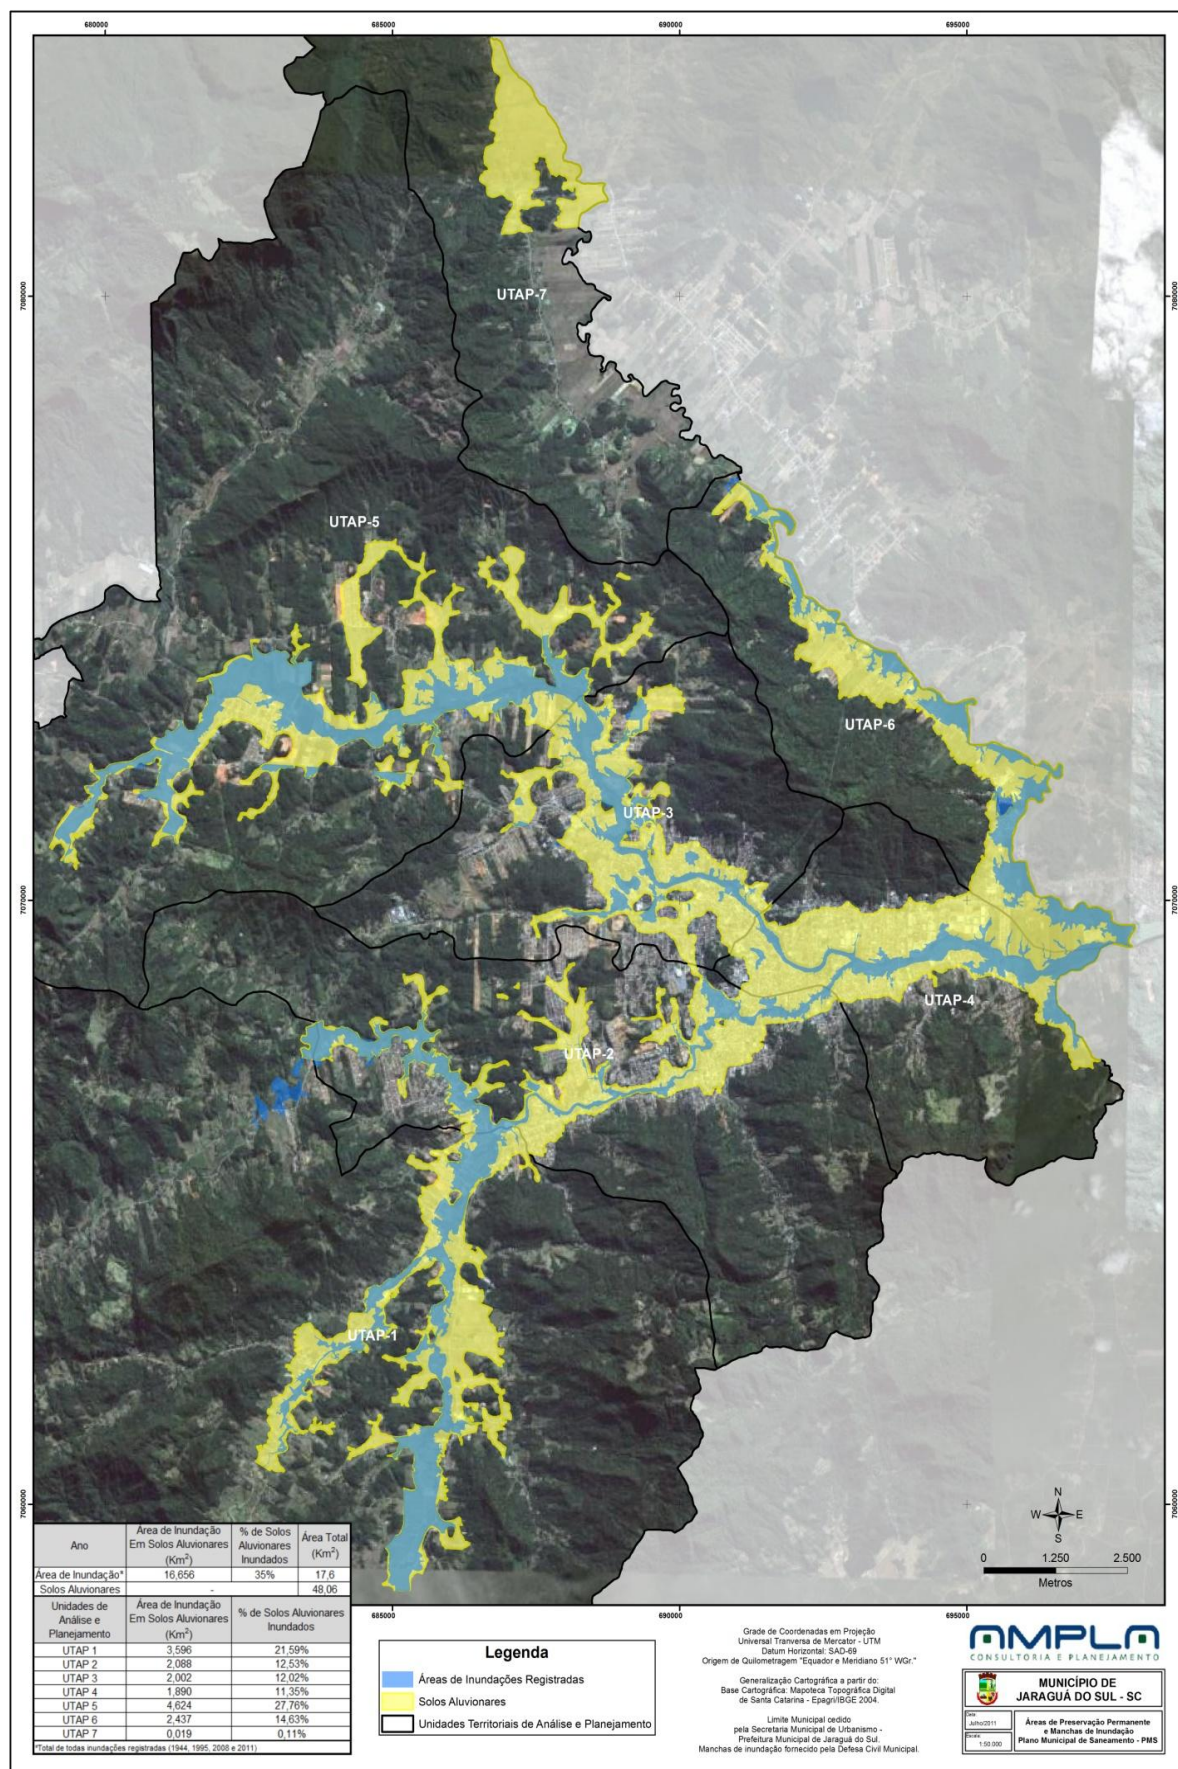 680000
685000
690000
695000
7080000
7080000
UTAP-7
UTAP-5
UTAP-6
UTAP-3
7070000
7070000
UTAP-4
UTAP-2
UTAP-1
7060000
7060000
N
W
E
S
0 1.250 2.500
Metros
685000
690000
695000
Ano
Área de Inundação Em Solos Aluvionares (Km²)
% de Solos Aluvionares Inundados
Área Total (Km²)
Área de Inundação* 16,656 35% 17,6
Solos Aluvionares - 48,06
Unidades de Análise e Planejamento
Área de Inundação Em Solos Aluvionares (Km²)
% de Solos Aluvionares Inundados
UTAP 1 3,596 21,59%
UTAP 2 2,088 12,53%
UTAP 3 2,002 12,02%
UTAP 4 1,890 11,35%
UTAP 5 4,624 27,76%
UTAP 6 2,437 14,63%
UTAP 7 0,019 0,11%
*Total de todas inundações registradas (1944, 1995, 2008 e 2011)
Legenda
Áreas de Inundações Registradas
Solos Aluvionares
Unidades Territoriais de Análise e Planejamento
Grade de Coordenadas em Projeção
Universal Tranversa de Mercator - UTM
Datum Horizontal: SAD-69
Origem de Quilometragem "Equador e Meridiano 51° WGr."
Generalização Cartográfica a partir do:
Base Cartográfica: Mapoteca Topográfica Digital
de Santa Catarina - Epagri/IBGE 2004.
Limite Municipal cedido
pela Secretaria Municipal de Urbanismo -
Prefeitura Municipal de Jaraguá do Sul.
Manchas de inundação fornecido pela Defesa Civil Municipal.
AMPLA
CONSULTORIA E PLANEJAMENTO
MUNICÍPIO DE
JARAGUÁ DO SUL - SC
Data:
Julho/2011
Escala:
1:50.000
Áreas de Preservação Permanente
e Manchas de Inundação
Plano Municipal de Saneamento - PMS